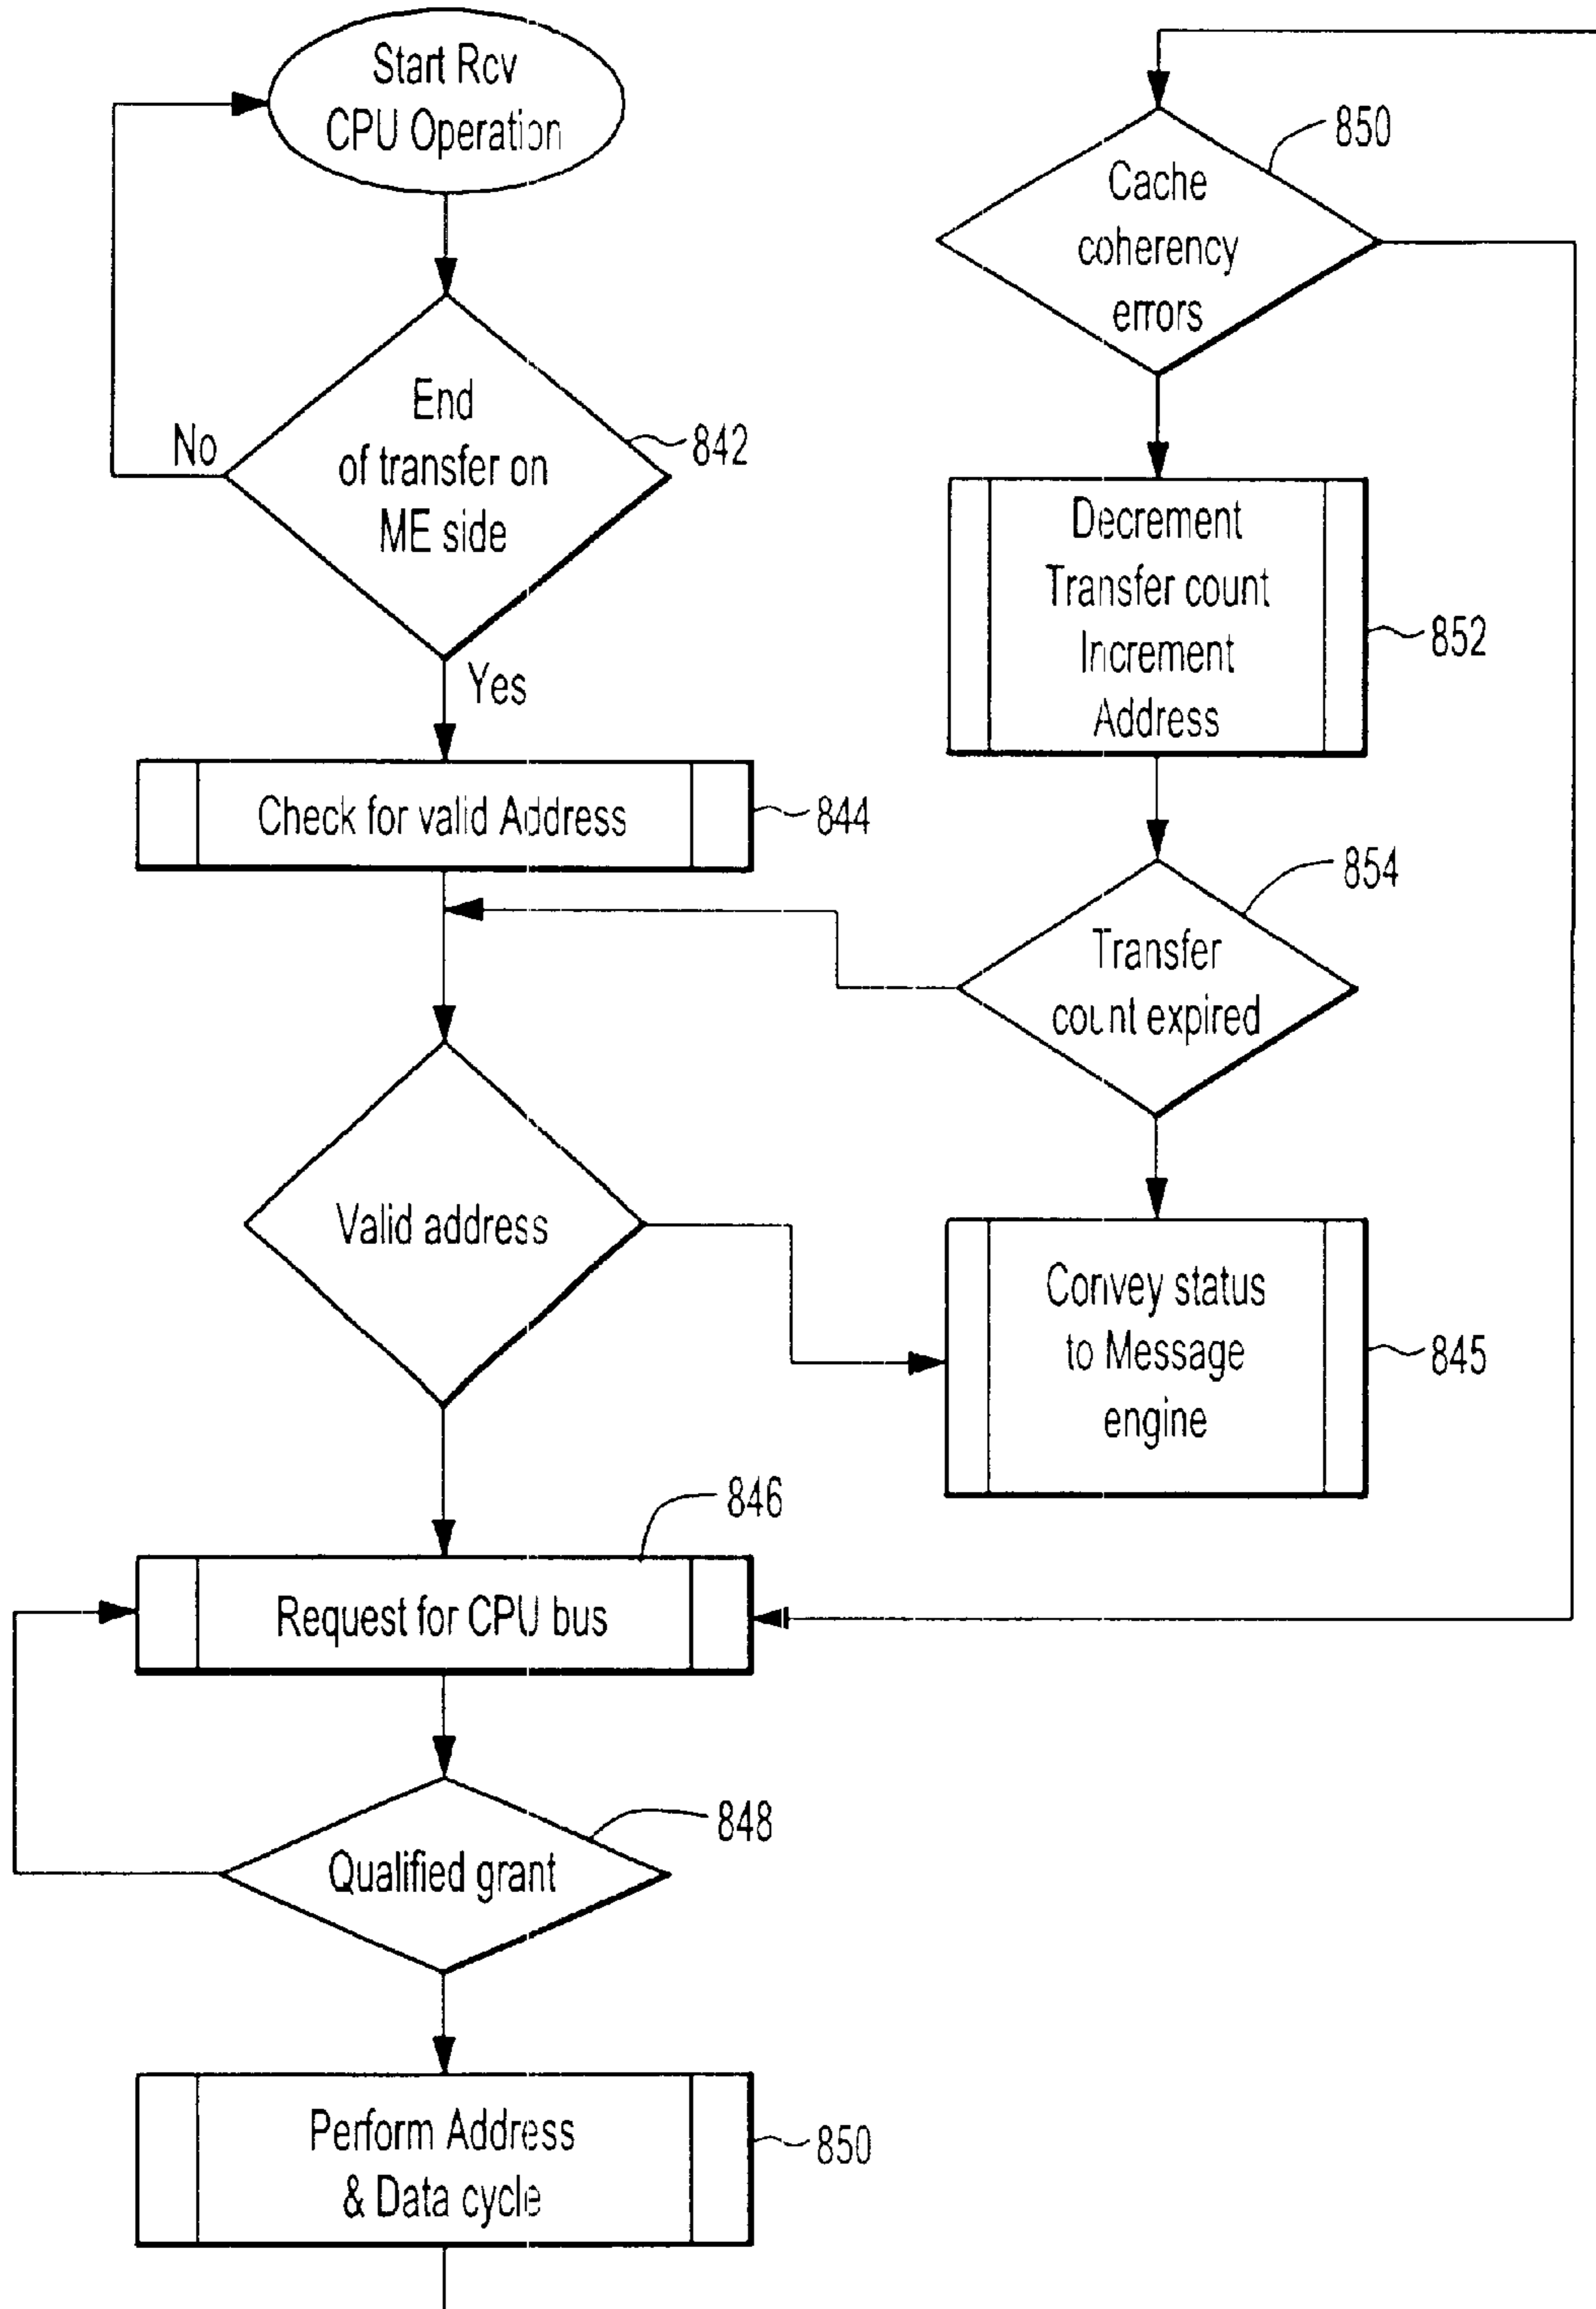 Start Rcv
CPU Operation
End
of transfer on
ME side
842
No
Yes
Check for valid Address
844
Valid address
846
Request for CPU bus
848
Qualified grant
Perform Address
& Data cycle
850
850
Cache
coherency
errors
Decrement
Transfer count
Increment
Address
852
854
Transfer
count expired
Convey status
to Message
engine
845